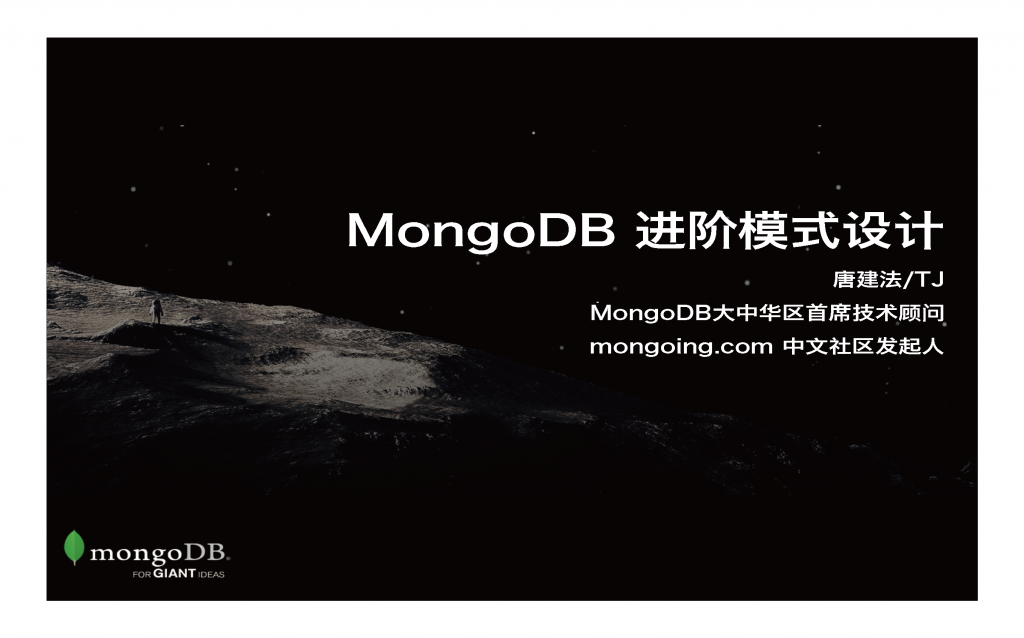 MongoDB 进阶模式设计
唐建法/TJ
MongoDB大中华区首席技术顾问
mongoing.com 中文社区发起人
mongoDB®
FOR GIANT IDEAS